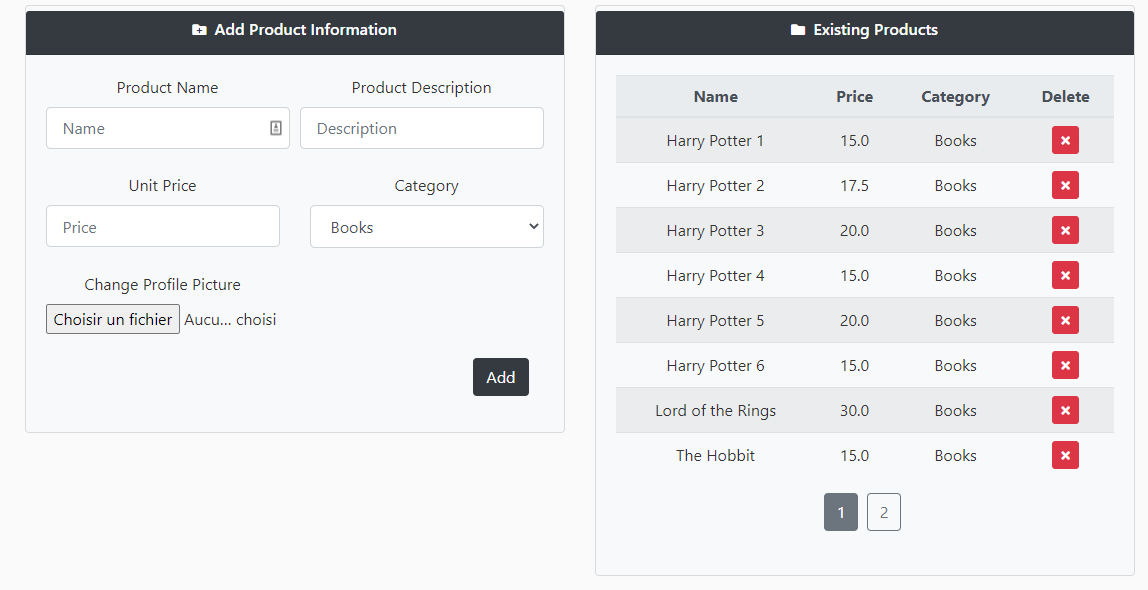 Add Product Information
Product Name Product Description
Name Description
Unit Price Category
Price Books
Change Profile Picture
Choisir un fichier Aucu... choisi
Add
Existing Products
Name Price Category Delete
Harry Potter 1 15.0 Books
Harry Potter 2 17.5 Books
Harry Potter 3 20.0 Books
Harry Potter 4 15.0 Books
Harry Potter 5 20.0 Books
Harry Potter 6 15.0 Books
Lord of the Rings 30.0 Books
The Hobbit 15.0 Books
1 2